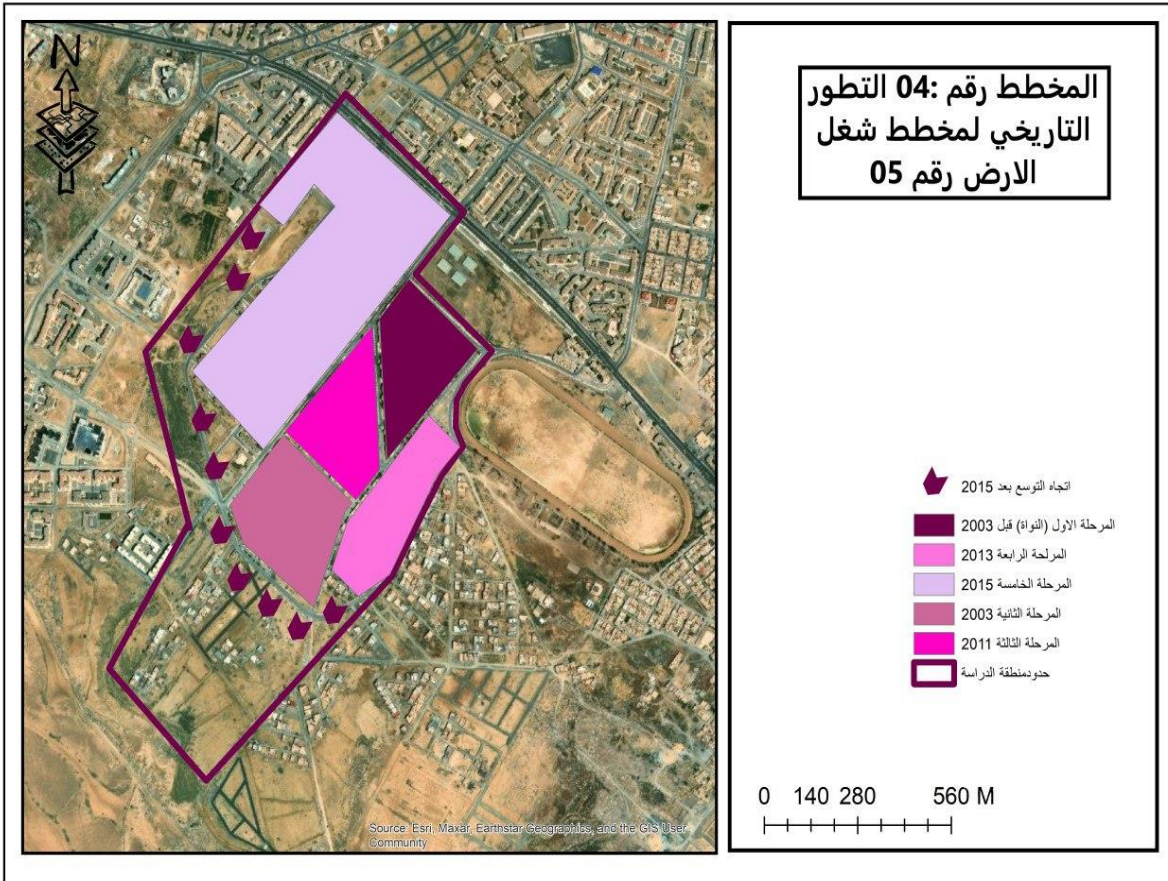 N
المخطط رقم :04 التطور
التاريخي لمخطط شغل
الارض رقم 05
اتجاه التوسع بعد 2015
المرحلة الاول (النواة) قبل 2003
المرلحة الرابعة 2013
المرحلة الخامسة 2015
المرحلة الثانية 2003
المرحلة الثالثة 2011
حدودمنطقة الدراسة
0 140 280 560 M
Source: Esri, Maxar, Earthstar Geographics, and the GIS User
Community